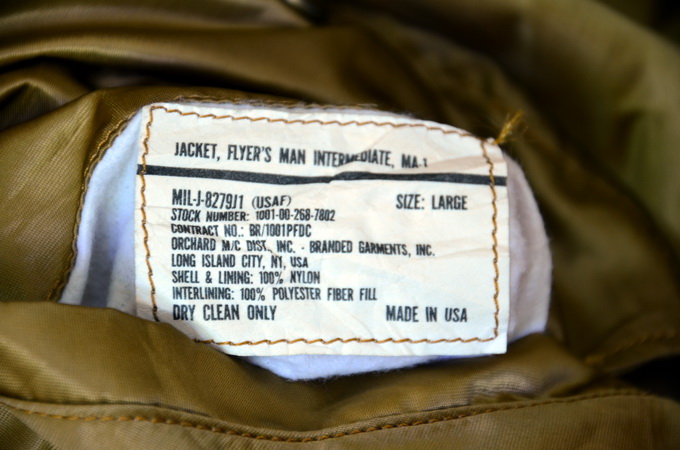 JACKET, FLYER'S MAN INTERMEDIATE, MA-1
MIL-J-8279J1 (USAF) SIZE: LARGE
STOCK NUMBER: 1001-00-268-7802
CONTRACT NO.: BR/1001PFDC
ORCHARD M/C DIST., INC. - BRANDED GARMENTS, INC.
LONG ISLAND CITY, N1, USA
SHELL & LINING: 100% NYLON
INTERLINING: 100% POLYESTER FIBER FILL
DRY CLEAN ONLY MADE IN USA